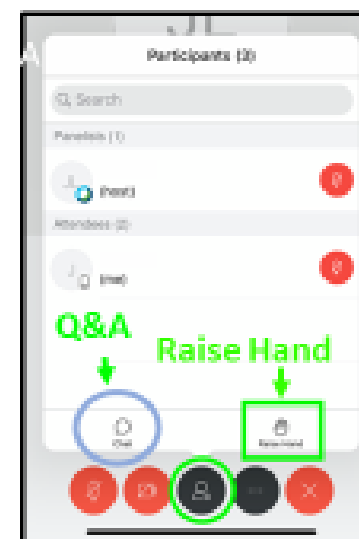 Participants (3)
Search
Panelists (1)
(host)
Attendees (2)
(me)
Q&A
Raise Hand
Chat
Raise Hand